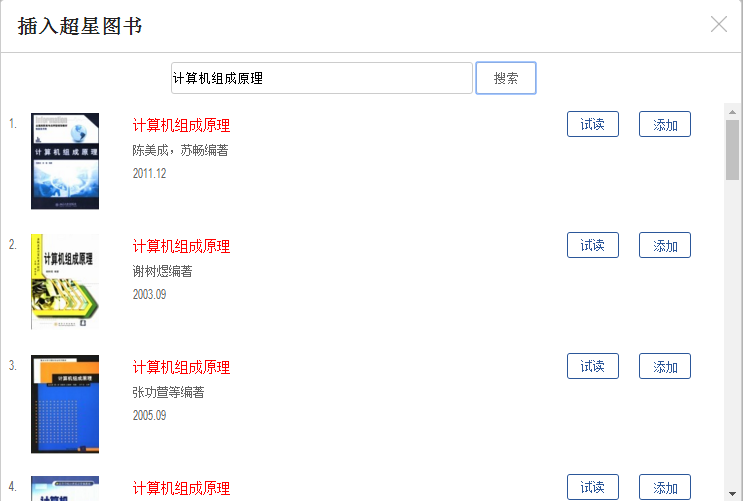 插入超星图书
计算机组成原理 搜索
1. 计算机组成原理 试读 添加
计算机组成原理
陈美成，苏畅编著
2011.12
2. 计算机组成原理 试读 添加
计算机组成原理
谢树煜编著
2003.09
3. 计算机组成原理 试读 添加
计算机组成原理
张功萱等编著
2005.09
4. 计算机组成原理 试读 添加
计算机